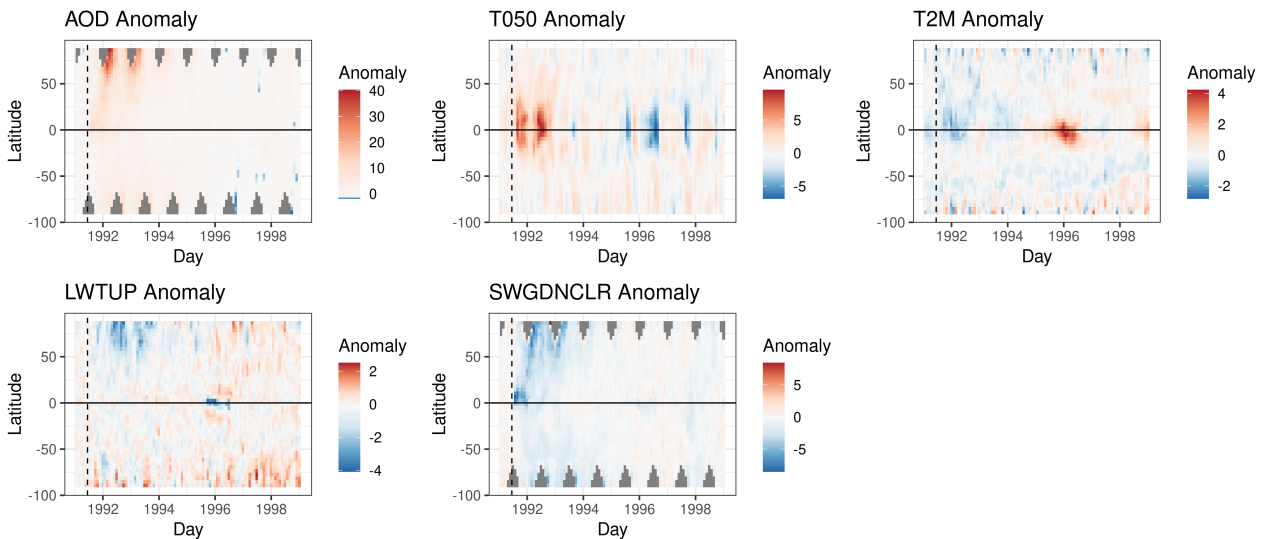 AOD Anomaly
Latitude
50
0
-50
-100
1992
1994
1996
1998
Day
Anomaly
40
30
20
10
0
T050 Anomaly
Latitude
50
0
-50
-100
1992
1994
1996
1998
Day
Anomaly
5
0
-5
T2M Anomaly
Latitude
50
0
-50
-100
1992
1994
1996
1998
Day
Anomaly
4
2
0
-2
LWTUP Anomaly
Latitude
50
0
-50
-100
1992
1994
1996
1998
Day
Anomaly
2
0
-2
-4
SWGDNCLR Anomaly
Latitude
50
0
-50
-100
1992
1994
1996
1998
Day
Anomaly
5
0
-5